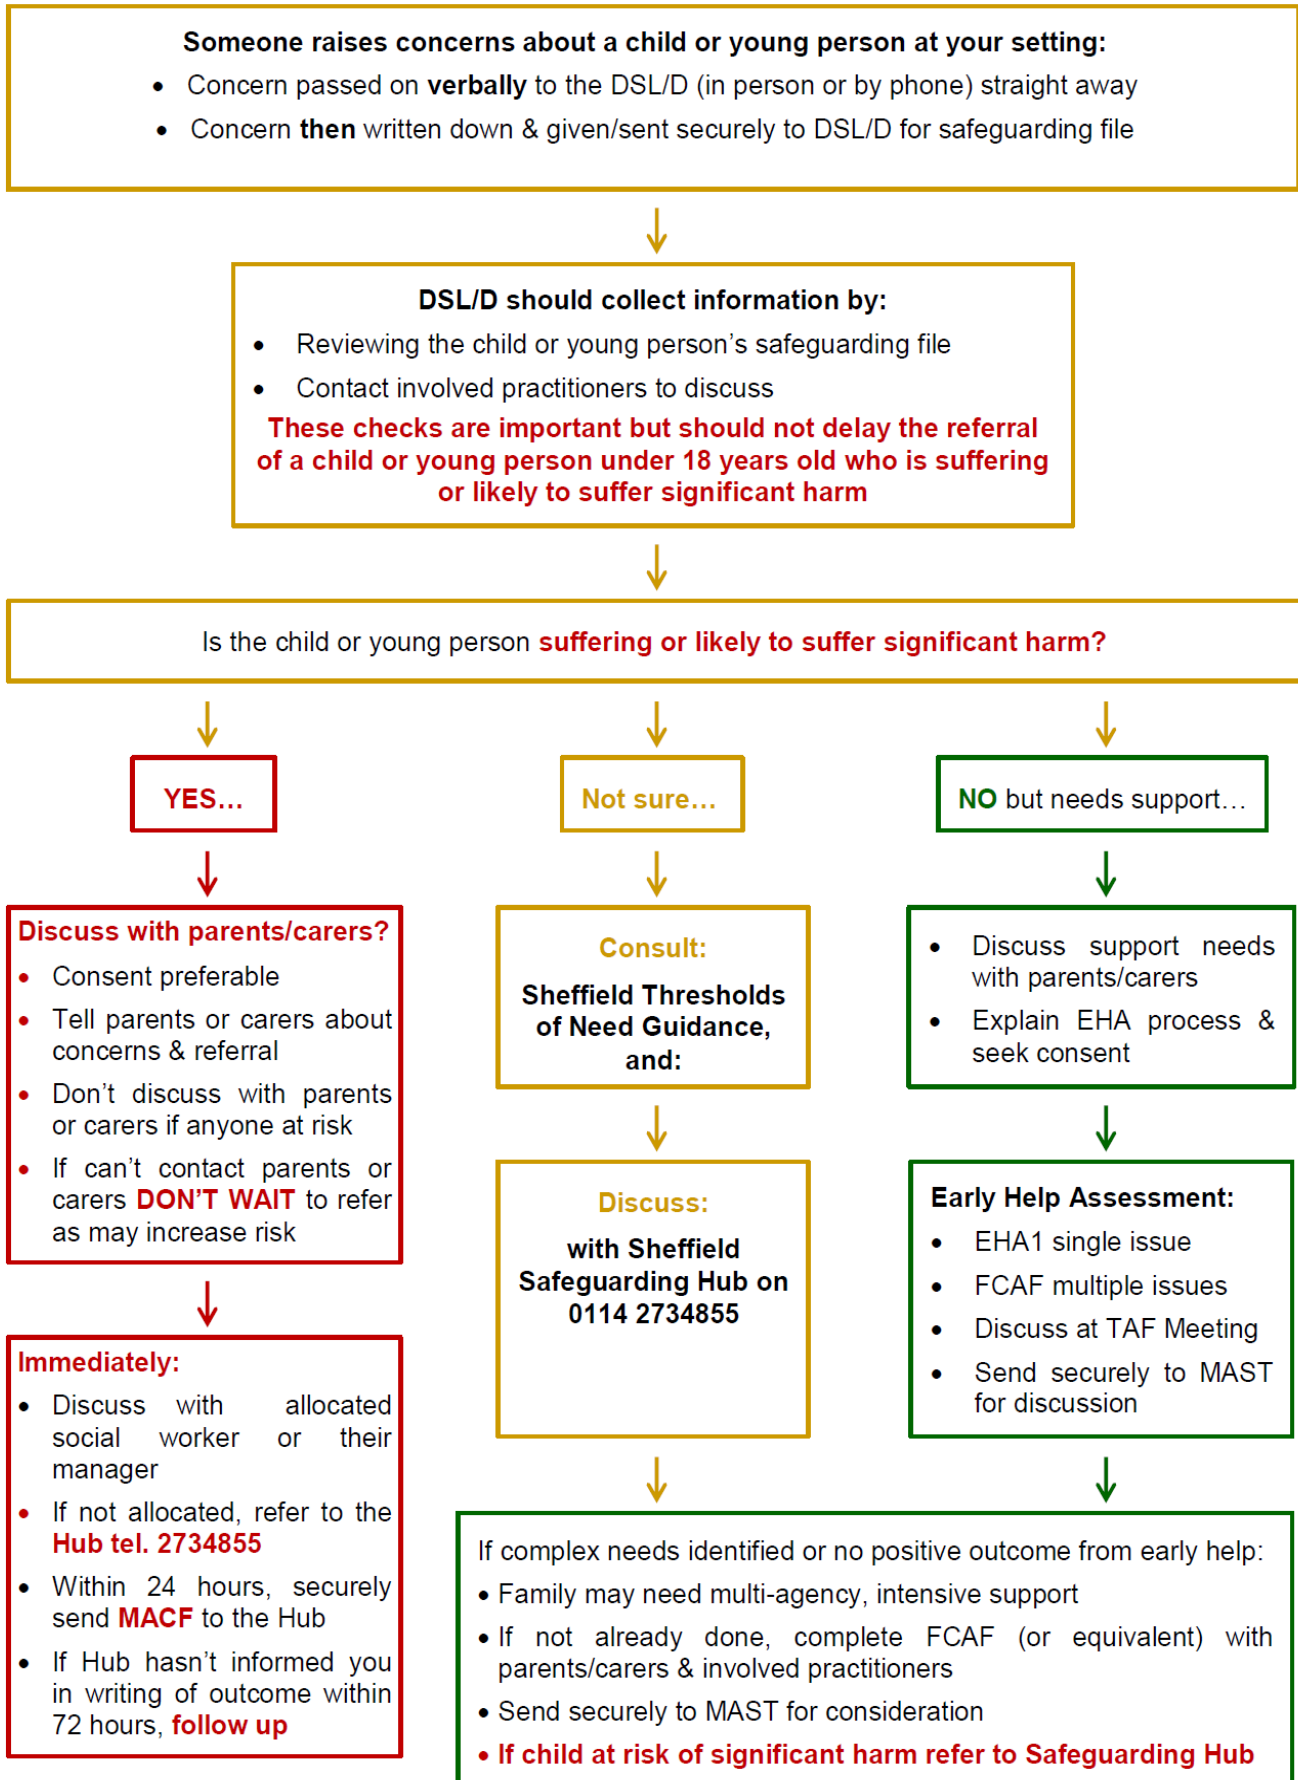 Someone raises concerns about a child or young person at your setting:
• Concern passed on verbally to the DSL/D (in person or by phone) straight away
• Concern then written down & given/sent securely to DSL/D for safeguarding file
DSL/D should collect information by:
• Reviewing the child or young person's safeguarding file
• Contact involved practitioners to discuss
These checks are important but should not delay the referral
of a child or young person under 18 years old who is suffering
or likely to suffer significant harm
Is the child or young person suffering or likely to suffer significant harm?
YES…
Not sure…
NO but needs support…
Discuss with parents/carers?
• Consent preferable
• Tell parents or carers about
concerns & referral
• Don't discuss with parents
or carers if anyone at risk
• If can't contact parents or
carers DON'T WAIT to refer
as may increase risk
Consult:
Sheffield Thresholds
of Need Guidance,
and:
• Discuss support needs
with parents/carers
• Explain EHA process &
seek consent
Discuss:
with Sheffield
Safeguarding Hub on
0114 2734855
Early Help Assessment:
• EHA1 single issue
• FCAF multiple issues
• Discuss at TAF Meeting
• Send securely to MAST
for discussion
Immediately:
• Discuss with allocated
social worker or their
manager
• If not allocated, refer to the
Hub tel. 2734855
• Within 24 hours, securely
send MACF to the Hub
• If Hub hasn't informed you
in writing of outcome within
72 hours, follow up
If complex needs identified or no positive outcome from early help:
• Family may need multi-agency, intensive support
• If not already done, complete FCAF (or equivalent) with
parents/carers & involved practitioners
• Send securely to MAST for consideration
• If child at risk of significant harm refer to Safeguarding Hub